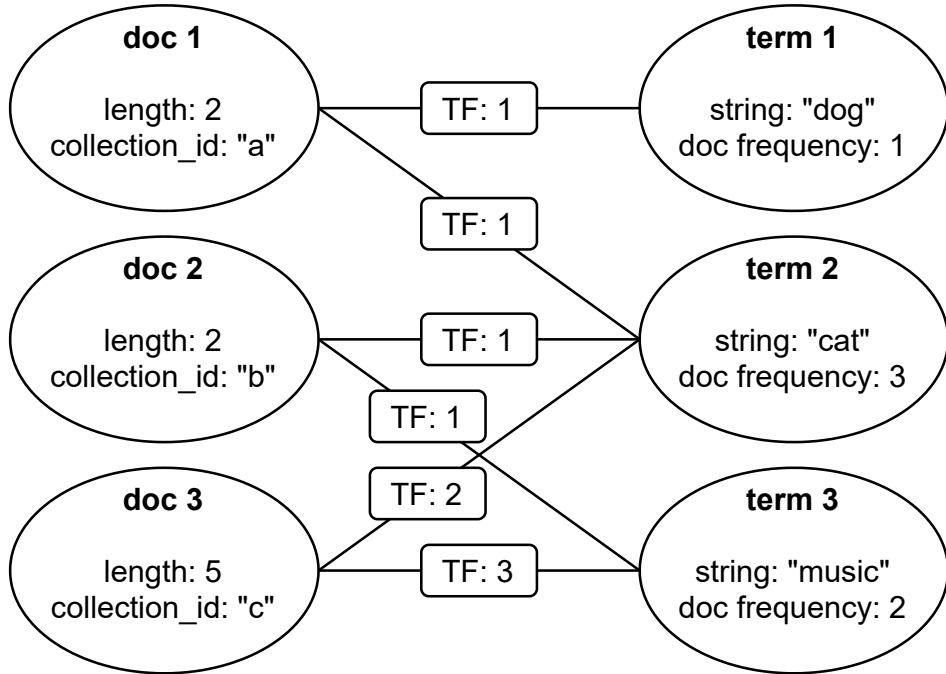 doc 1
length: 2
collection_id: "a"
TF: 1
term 1
string: "dog"
doc frequency: 1
TF: 1
doc 2
length: 2
collection_id: "b"
TF: 1
term 2
string: "cat"
doc frequency: 3
TF: 1
TF: 2
doc 3
length: 5
collection_id: "c"
TF: 3
term 3
string: "music"
doc frequency: 2